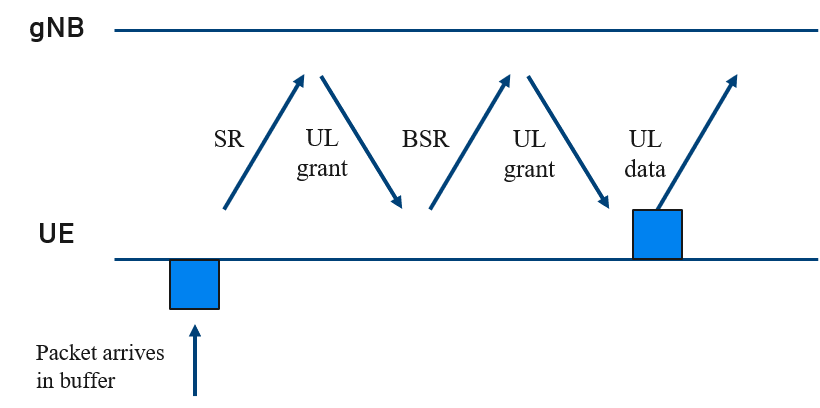 gNB
SR
UL
grant
BSR
UL
grant
UL
data
UE
Packet arrives
in buffer